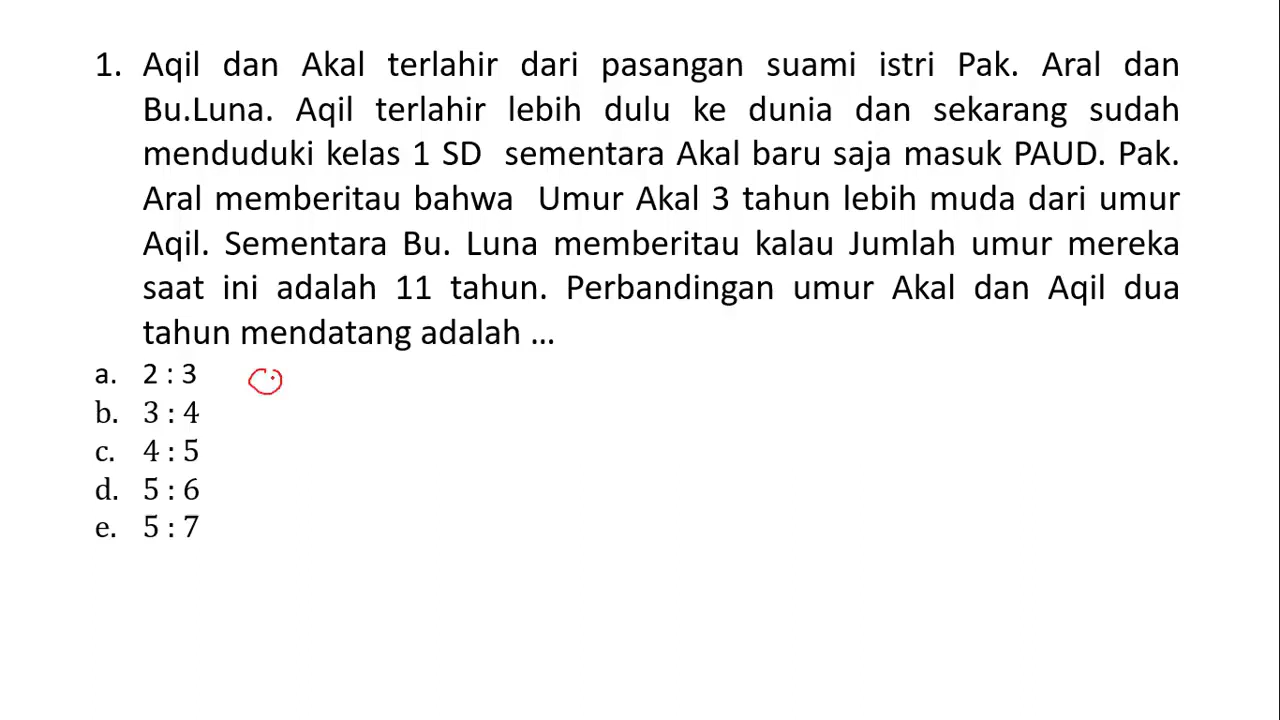 1. Aqil dan Akal terlahir dari pasangan suami istri Pak. Aral dan
Bu.Luna. Aqil terlahir lebih dulu ke dunia dan sekarang sudah
menduduki kelas 1 SD sementara Akal baru saja masuk PAUD. Pak.
Aral memberitau bahwa Umur Akal 3 tahun lebih muda dari umur
Aqil. Sementara Bu. Luna memberitau kalau Jumlah umur mereka
saat ini adalah 11 tahun. Perbandingan umur Akal dan Aqil dua
tahun mendatang adalah ...
a. 2 : 3
b. 3 : 4
c. 4 : 5
d. 5 : 6
e. 5 : 7